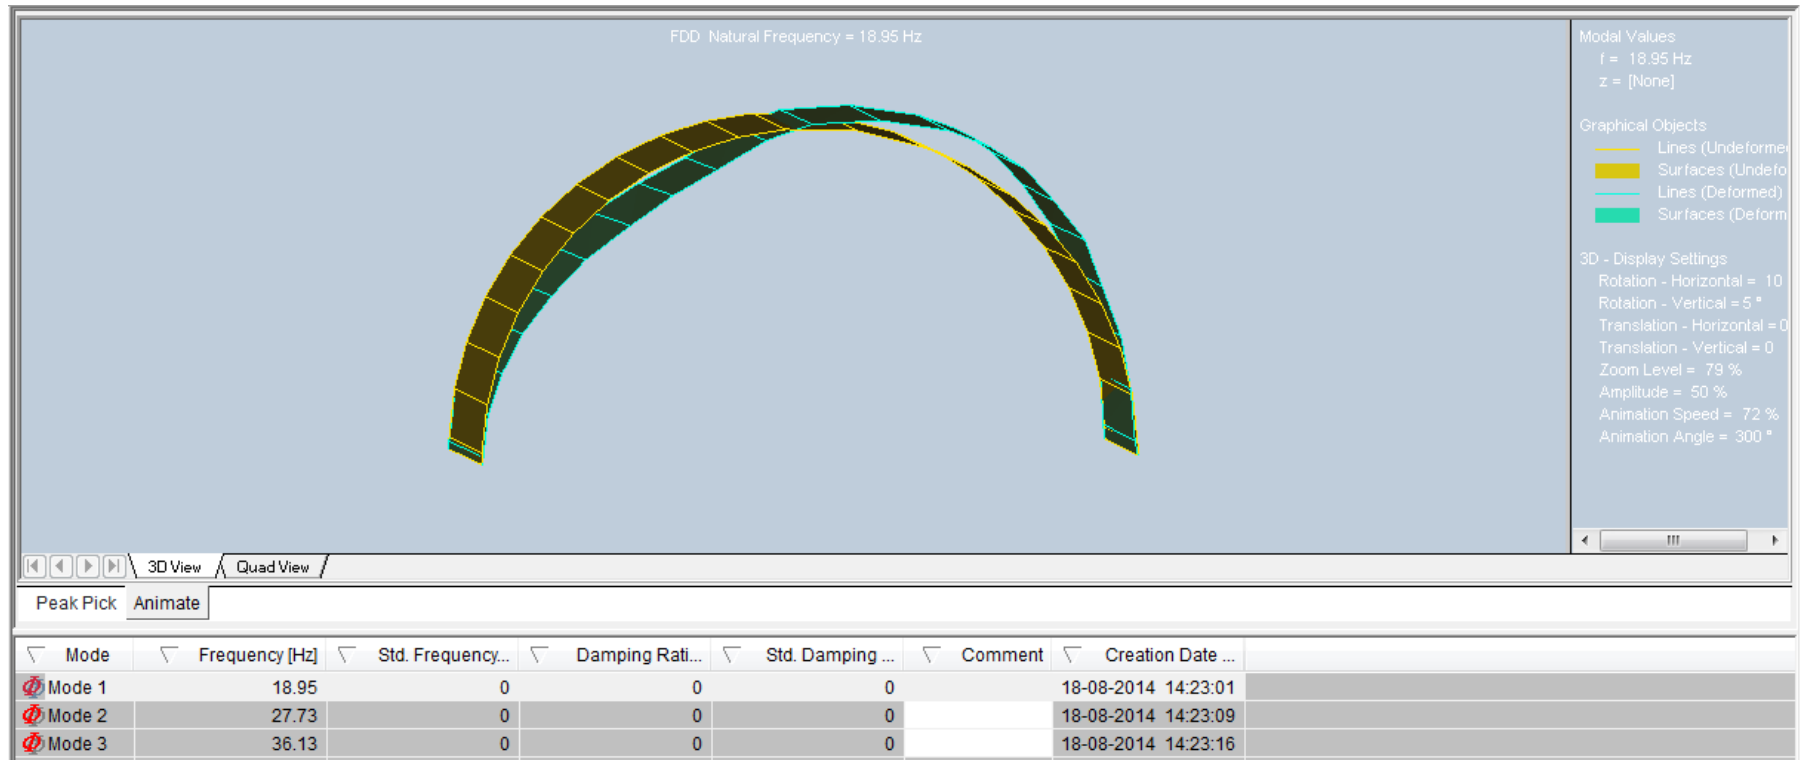 FDD Natural Frequency = 18.95 Hz
Modal Values
f = 18.95 Hz
z = [None]
Graphical Objects
Lines (Undeforme
Surfaces (Undefo
Lines (Deformed)
Surfaces (Deform
3D - Display Settings
Rotation - Horizontal = 10
Rotation - Vertical = 5 °
Translation - Horizontal = 0
Translation - Vertical = 0
Zoom Level = 79 %
Amplitude = 50 %
Animation Speed = 72 %
Animation Angle = 300 °
3D View Quad View
Peak Pick Animate
Mode Frequency [Hz] Std. Frequency... Damping Rati... Std. Damping ... Comment Creation Date ...
Mode 1 18.95 0 0 0 18-08-2014 14:23:01
Mode 2 27.73 0 0 0 18-08-2014 14:23:09
Mode 3 36.13 0 0 0 18-08-2014 14:23:16